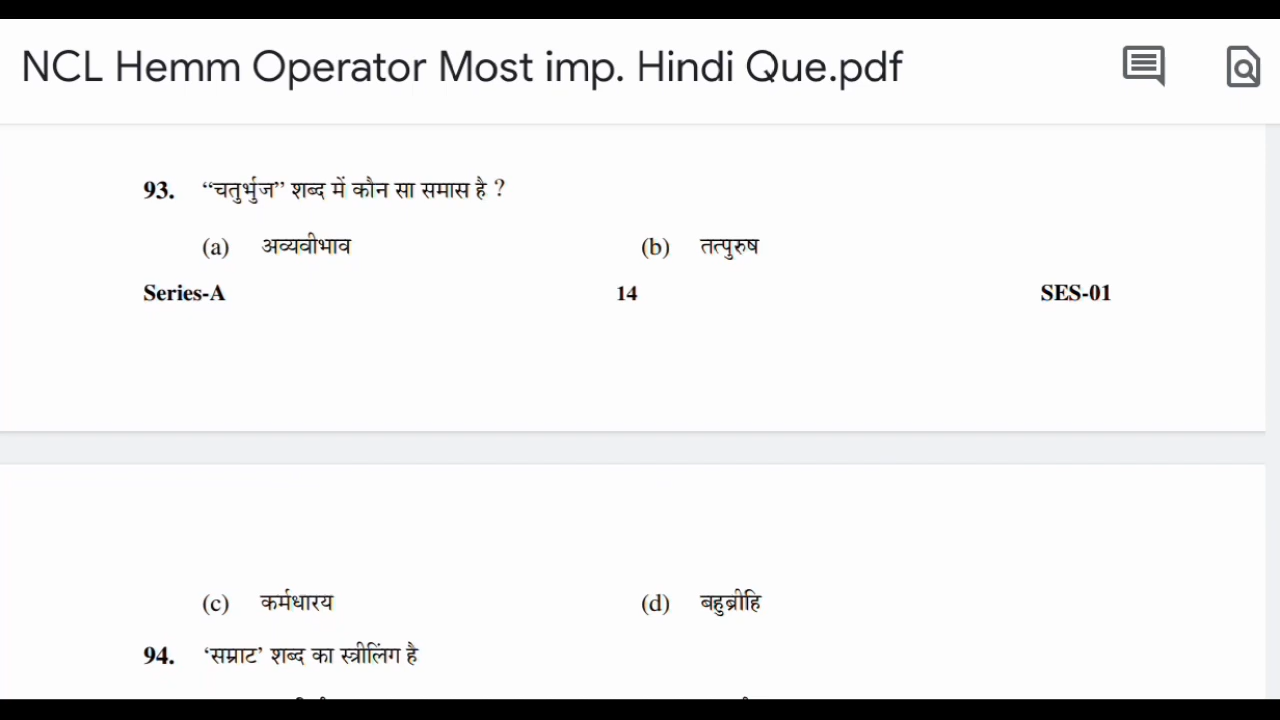 NCL Hemm Operator Most imp. Hindi Que.pdf
93. “चतुर्भुज” शब्द में कौन सा समास है ?
(a) अव्यवीभाव (b) तत्पुरुष
Series-A 14 SES-01
(c) कर्मधारय (d) बहुब्रीहि
94. ‘सम्राट’ शब्द का स्त्रीलिंग है